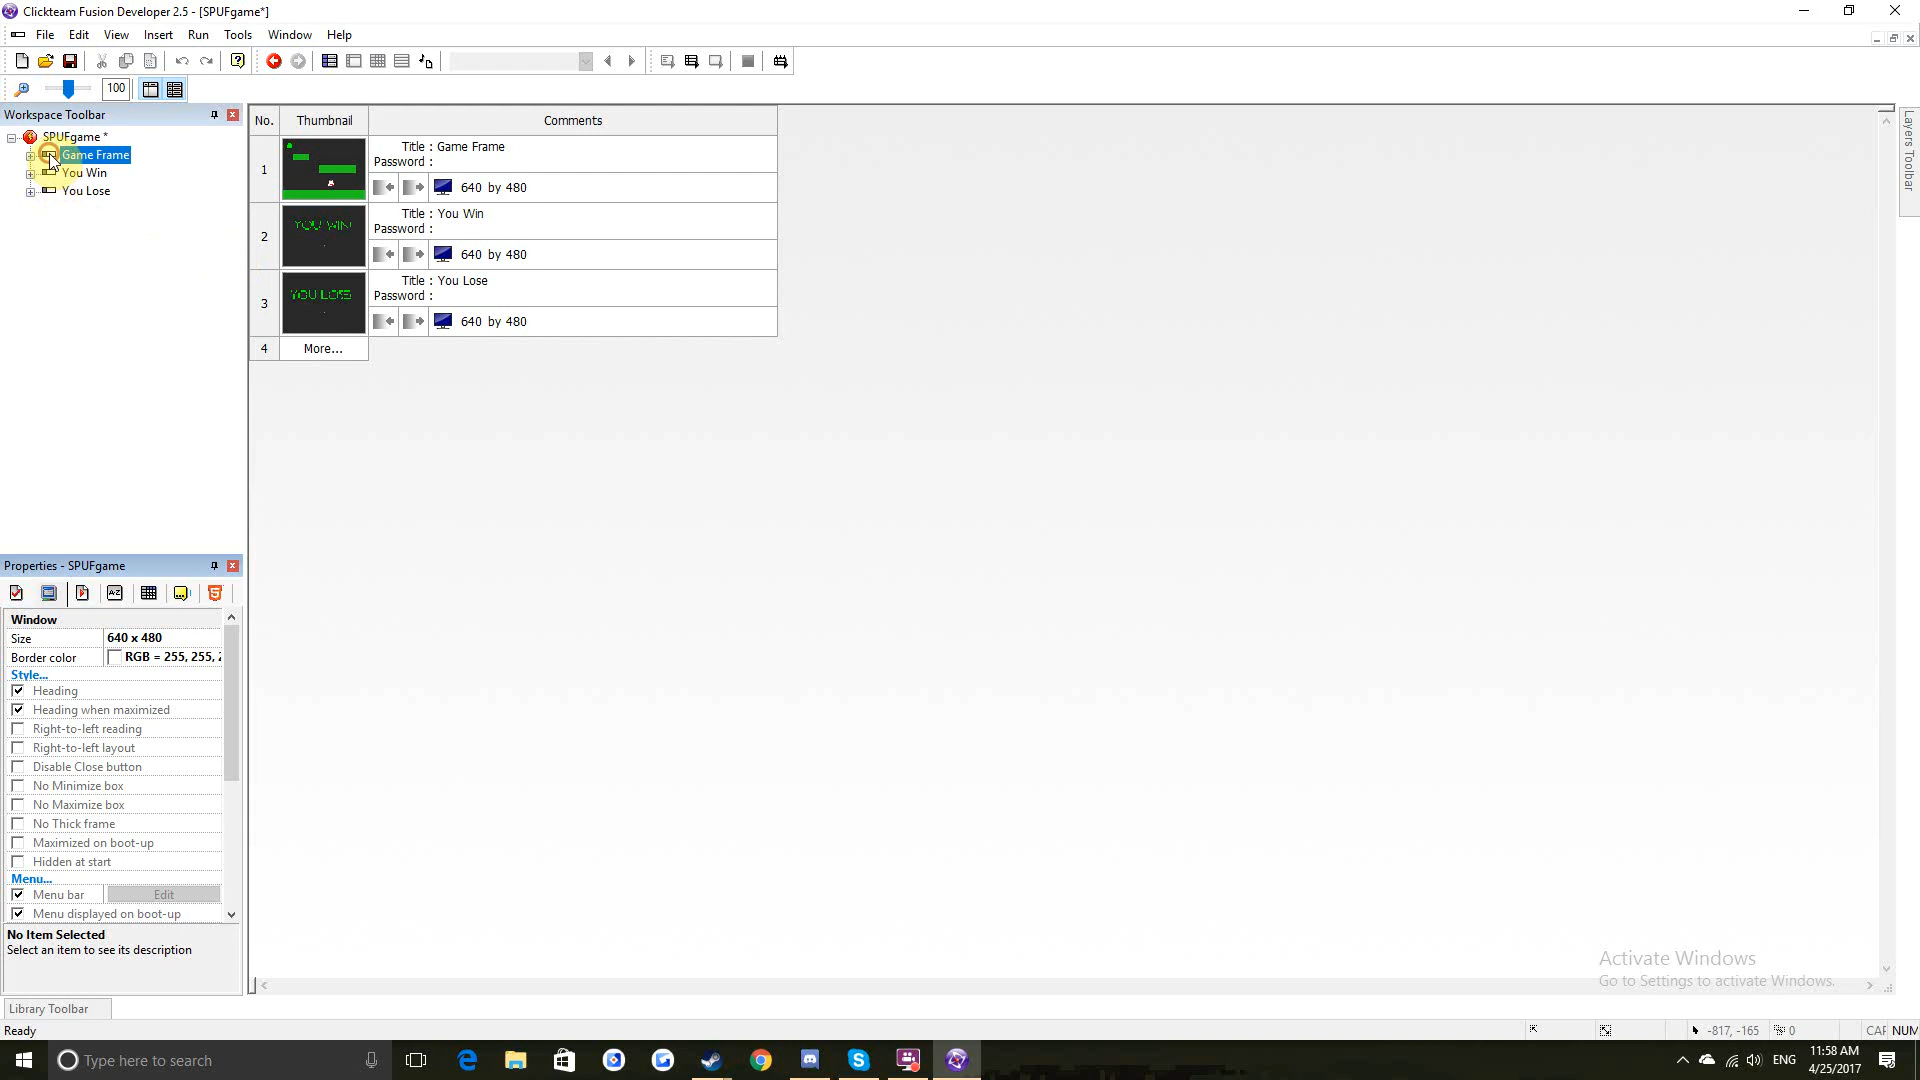 Clickteam Fusion Developer 2.5 - [SPUFgame*]
File Edit View Insert Run Tools Window Help
100
Workspace Toolbar
SPUFgame *
Game Frame
You Win
You Lose
No. Thumbnail Comments
1 Title : Game Frame
Password :
640 by 480
2 YOU WIN Title : You Win
Password :
640 by 480
3 YOU LOSE Title : You Lose
Password :
640 by 480
4 More...
Layers Toolbar
Properties - SPUFgame
Window
Size 640 x 480
Border color RGB = 255, 255, 2
Style...
Heading
Heading when maximized
Right-to-left reading
Right-to-left layout
Disable Close button
No Minimize box
No Maximize box
No Thick frame
Maximized on boot-up
Hidden at start
Menu...
Menu bar Edit
Menu displayed on boot-up
No Item Selected
Select an item to see its description
Activate Windows
Go to Settings to activate Windows.
Library Toolbar
Ready -817, -165 0 CAP NUM
Type here to search
ENG 11:58 AM
4/25/2017